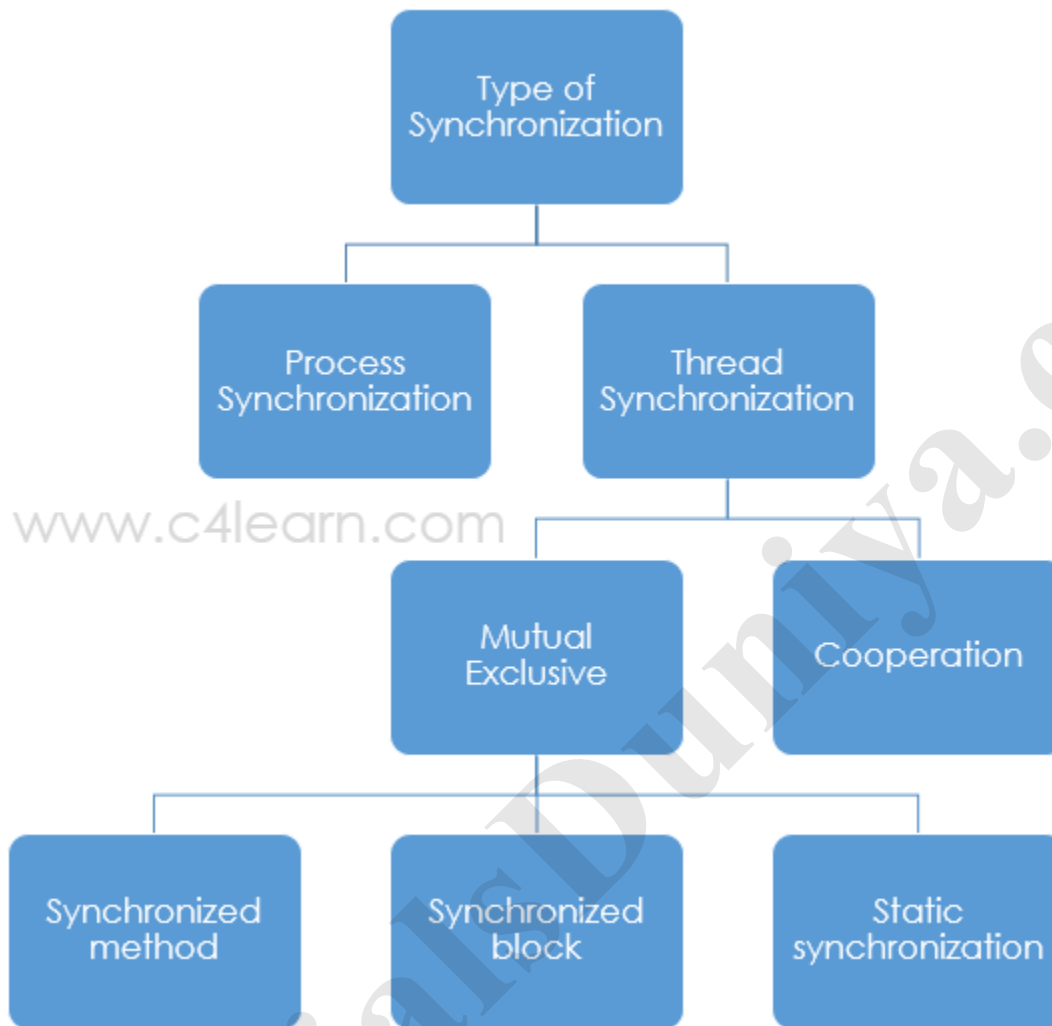 Type of
Synchronization
Process
Synchronization
Thread
Synchronization
www.c4learn.com
Mutual
Exclusive
Cooperation
Synchronized
method
Synchronized
block
Static
synchronization